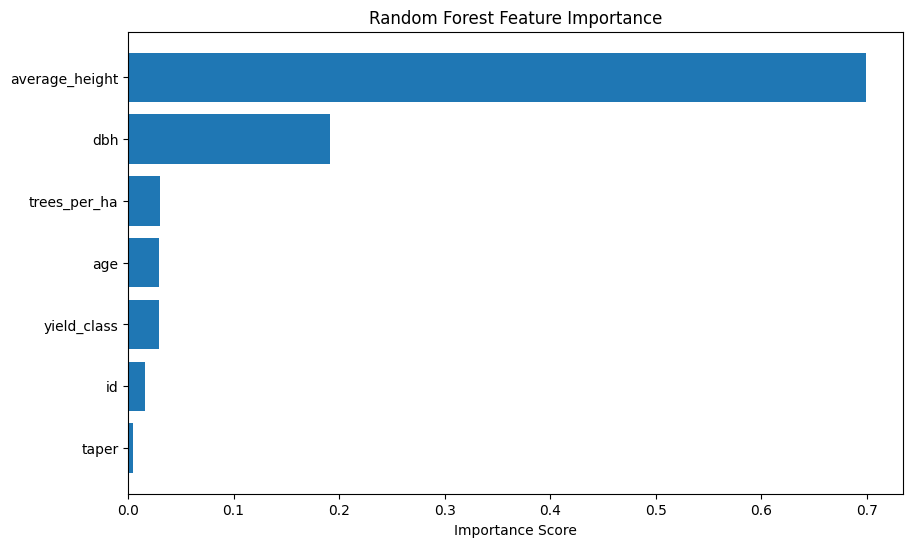 Random Forest Feature Importance
average_height
dbh
trees_per_ha
age
yield_class
id
taper
0.0 0.1 0.2 0.3 0.4 0.5 0.6 0.7
Importance Score